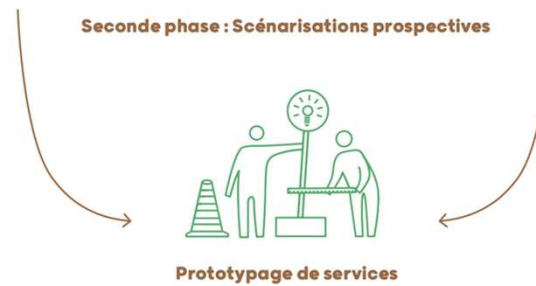 Seconde phase : Scénarisations prospectives
Prototypage de services